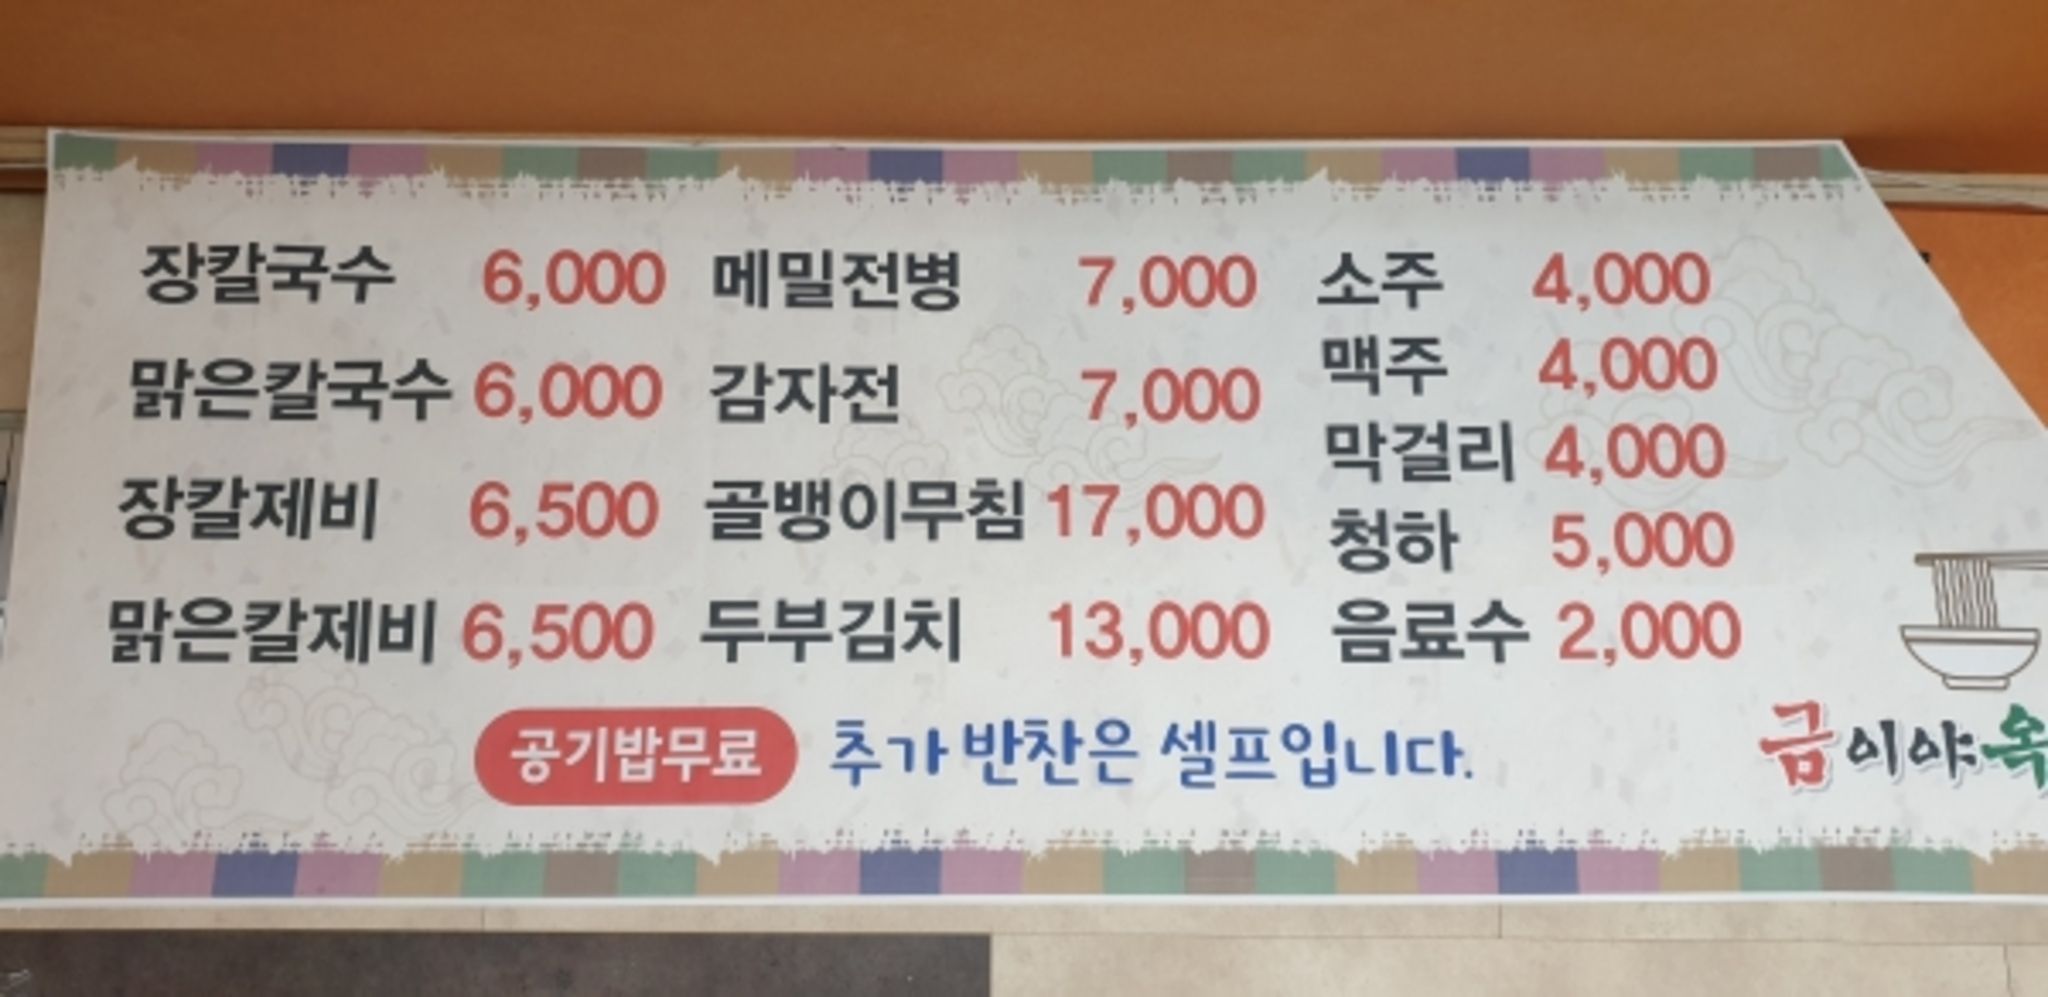 장칼국수 6,000 메밀전병 7,000 소주 4,000
맑은칼국수 6,000 감자전 7,000 맥주 4,000
막걸리 4,000
장칼제비 6,500 골뱅이무침 17,000 청하 5,000
맑은칼제비 6,500 두부김치 13,000 음료수 2,000
공기밥무료 추가 반찬은 셀프입니다.
금이야옥